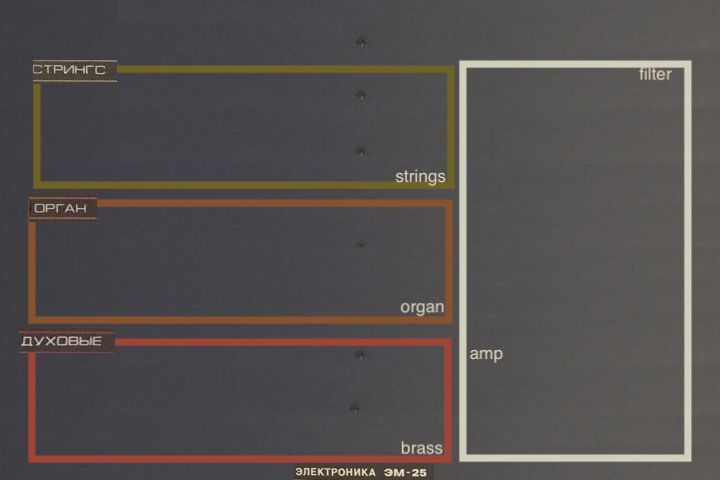 СТРИНГС
filter
strings
ОРГАН
organ
ДУХОВЫЕ
amp
brass
ЭЛЕКТРОНИКА ЭМ-25